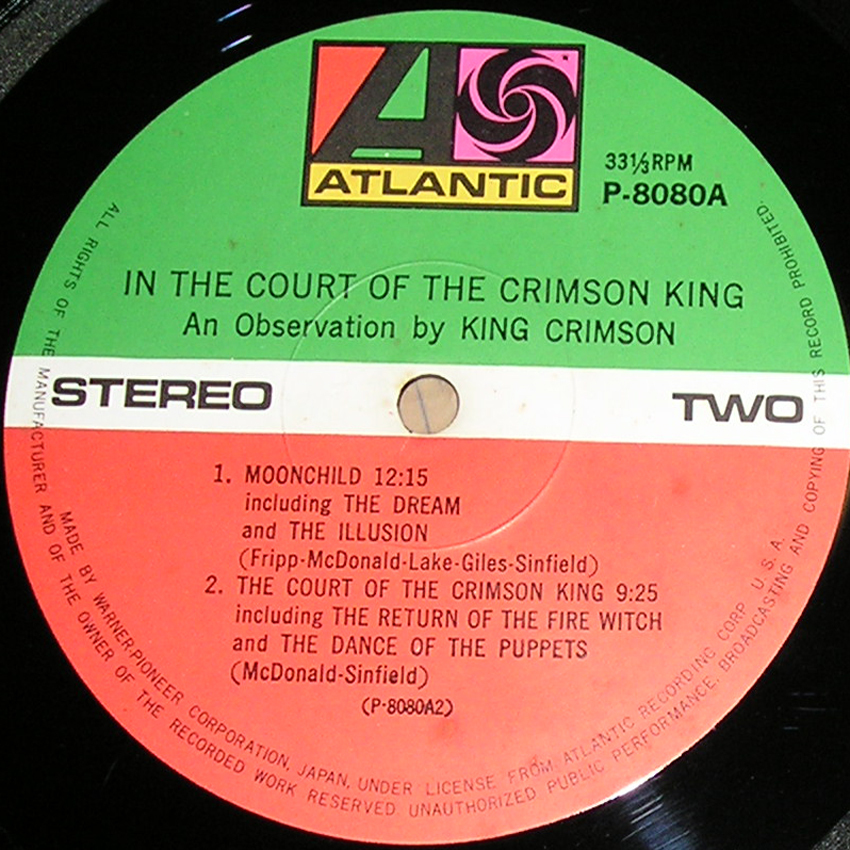 ATLANTIC
33⅓RPM
P-8080A
IN THE COURT OF THE CRIMSON KING
An Observation by KING CRIMSON
STEREO
TWO
1. MOONCHILD 12:15
including THE DREAM
and THE ILLUSION
(Fripp-McDonald-Lake-Giles-Sinfield)
2. THE COURT OF THE CRIMSON KING 9:25
including THE RETURN OF THE FIRE WITCH
and THE DANCE OF THE PUPPETS
(McDonald-Sinfield)
(P-8080A2)
MADE BY WARNER-PIONEER CORPORATION, JAPAN, UNDER LICENSE FROM ATLANTIC RECORDING CORP. U.S.A.
ALL RIGHTS OF THE MANUFACTURER AND OF THE OWNER OF THE RECORDED WORK RESERVED. UNAUTHORIZED PUBLIC PERFORMANCE, BROADCASTING AND COPYING OF THIS RECORD PROHIBITED.